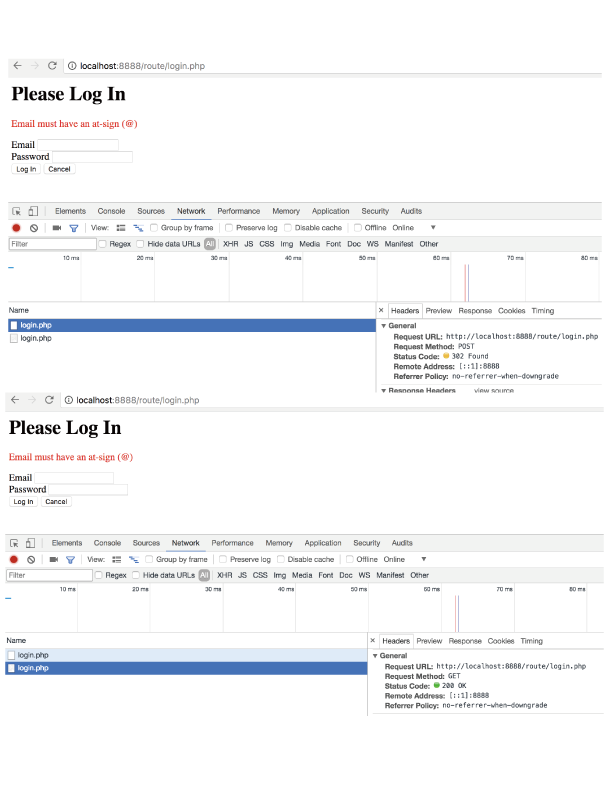 localhost:8888/route/login.php
Please Log In
Email must have an at-sign (@)
Email
Password
Log In Cancel
Elements Console Sources Network Performance Memory Application Security Audits
View: Group by frame Preserve log Disable cache Offline Online
Filter Regex Hide data URLs All XHR JS CSS Img Media Font Doc WS Manifest Other
10 ms 20 ms 30 ms 40 ms 50 ms 60 ms 70 ms 80 ms
Name × Headers Preview Response Cookies Timing
login.php
login.php
General
Request URL: http://localhost:8888/route/login.php
Request Method: POST
Status Code: 302 Found
Remote Address: [::1]:8888
Referrer Policy: no-referrer-when-downgrade
Response Headers view source
localhost:8888/route/login.php
Please Log In
Email must have an at-sign (@)
Email
Password
Log In Cancel
Elements Console Sources Network Performance Memory Application Security Audits
View: Group by frame Preserve log Disable cache Offline Online
Filter Regex Hide data URLs All XHR JS CSS Img Media Font Doc WS Manifest Other
10 ms 20 ms 30 ms 40 ms 50 ms 60 ms 70 ms 80 ms
Name × Headers Preview Response Cookies Timing
login.php
login.php
General
Request URL: http://localhost:8888/route/login.php
Request Method: GET
Status Code: 200 OK
Remote Address: [::1]:8888
Referrer Policy: no-referrer-when-downgrade